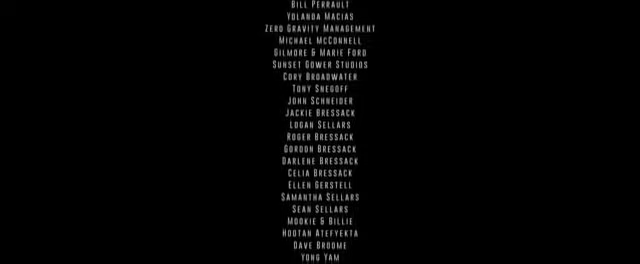 Bill Perrault
Yolanda Macias
Zero Gravity Management
Michael McConnell
Gilmore & Marie Ford
Sunset Gower Studios
Cory Broadwater
Tony Snegoff
John Schneider
Jackie Bressack
Logan Sellars
Roger Bressack
Gordon Bressack
Darlene Bressack
Celia Bressack
Ellen Gerstell
Samantha Sellars
Sean Sellars
Mookie & Billie
Hootan Atefyekta
Dave Broome
Yong Yam